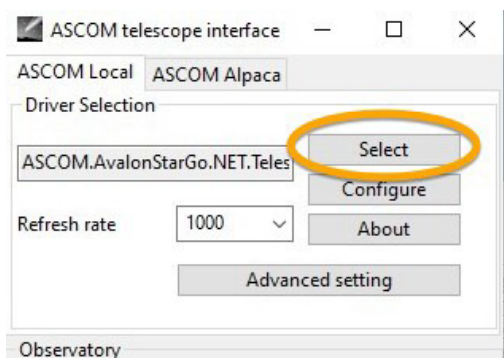 ASCOM telescope interface
ASCOM Local ASCOM Alpaca
Driver Selection
ASCOM.AvalonStarGo.NET.Teles
Select
Configure
Refresh rate 1000
About
Advanced setting
Observatory